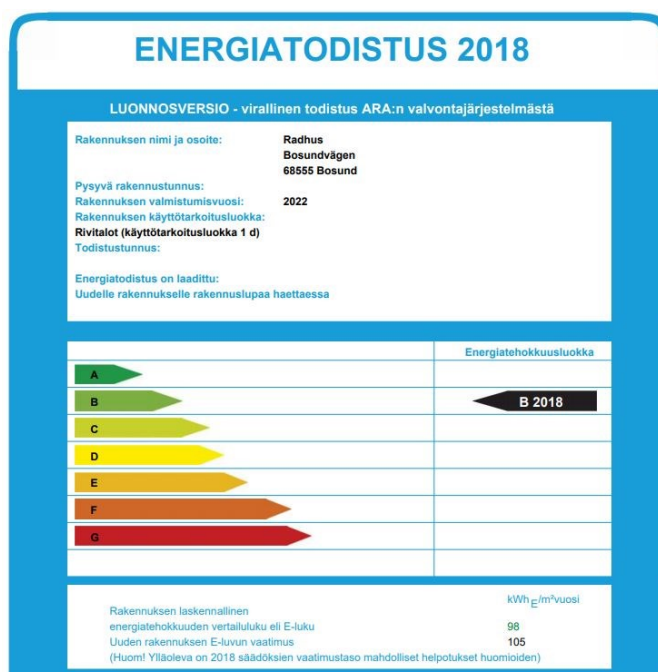 ENERGIATODISTUS 2018
LUONNOSVERSIO - virallinen todistus ARA:n valvontajärjestelmästä
Rakennuksen nimi ja osoite: Radhus
Bosundvägen
68555 Bosund
Pysyvä rakennustunnus:
Rakennuksen valmistumisvuosi: 2022
Rakennuksen käyttötarkoitusluokka:
Rivitalot (käyttötarkoitusluokka 1 d)
Todistustunnus:
Energiatodistus on laadittu:
Uudelle rakennukselle rakennuslupaa haettaessa
Energiatehokkuusluokka
A
B B 2018
C
D
E
F
G
kWhE/m²vuosi
Rakennuksen laskennallinen
energiatehokkuuden vertailuluku eli E-luku 98
Uuden rakennuksen E-luvun vaatimus 105
(Huom! Ylläoleva on 2018 säädöksien vaatimustaso mahdolliset helpotukset huomioiden)